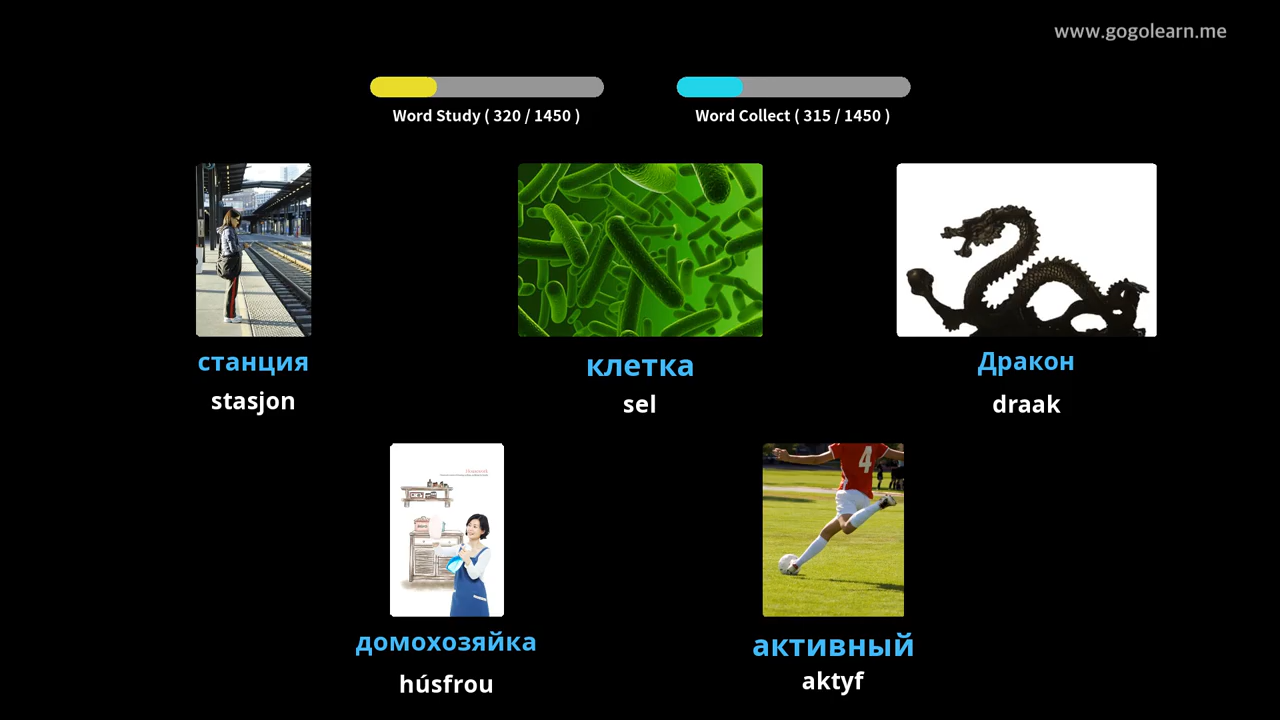 www.gogolearn.me
Word Study ( 320 / 1450 )
Word Collect ( 315 / 1450 )
станция
stasjon
клетка
sel
Дракон
draak
домохозяйка
húsfrou
активный
aktyf
4